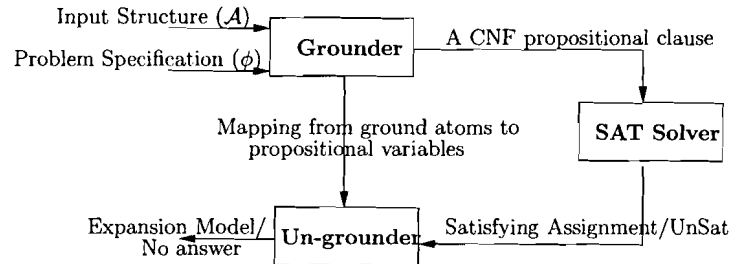 Input Structure (𝒜)
Grounder
A CNF propositional clause
Problem Specification (ϕ)
Mapping from ground atoms to
propositional variables
SAT Solver
Expansion Model/
No answer
Un-grounder
Satisfying Assignment/UnSat